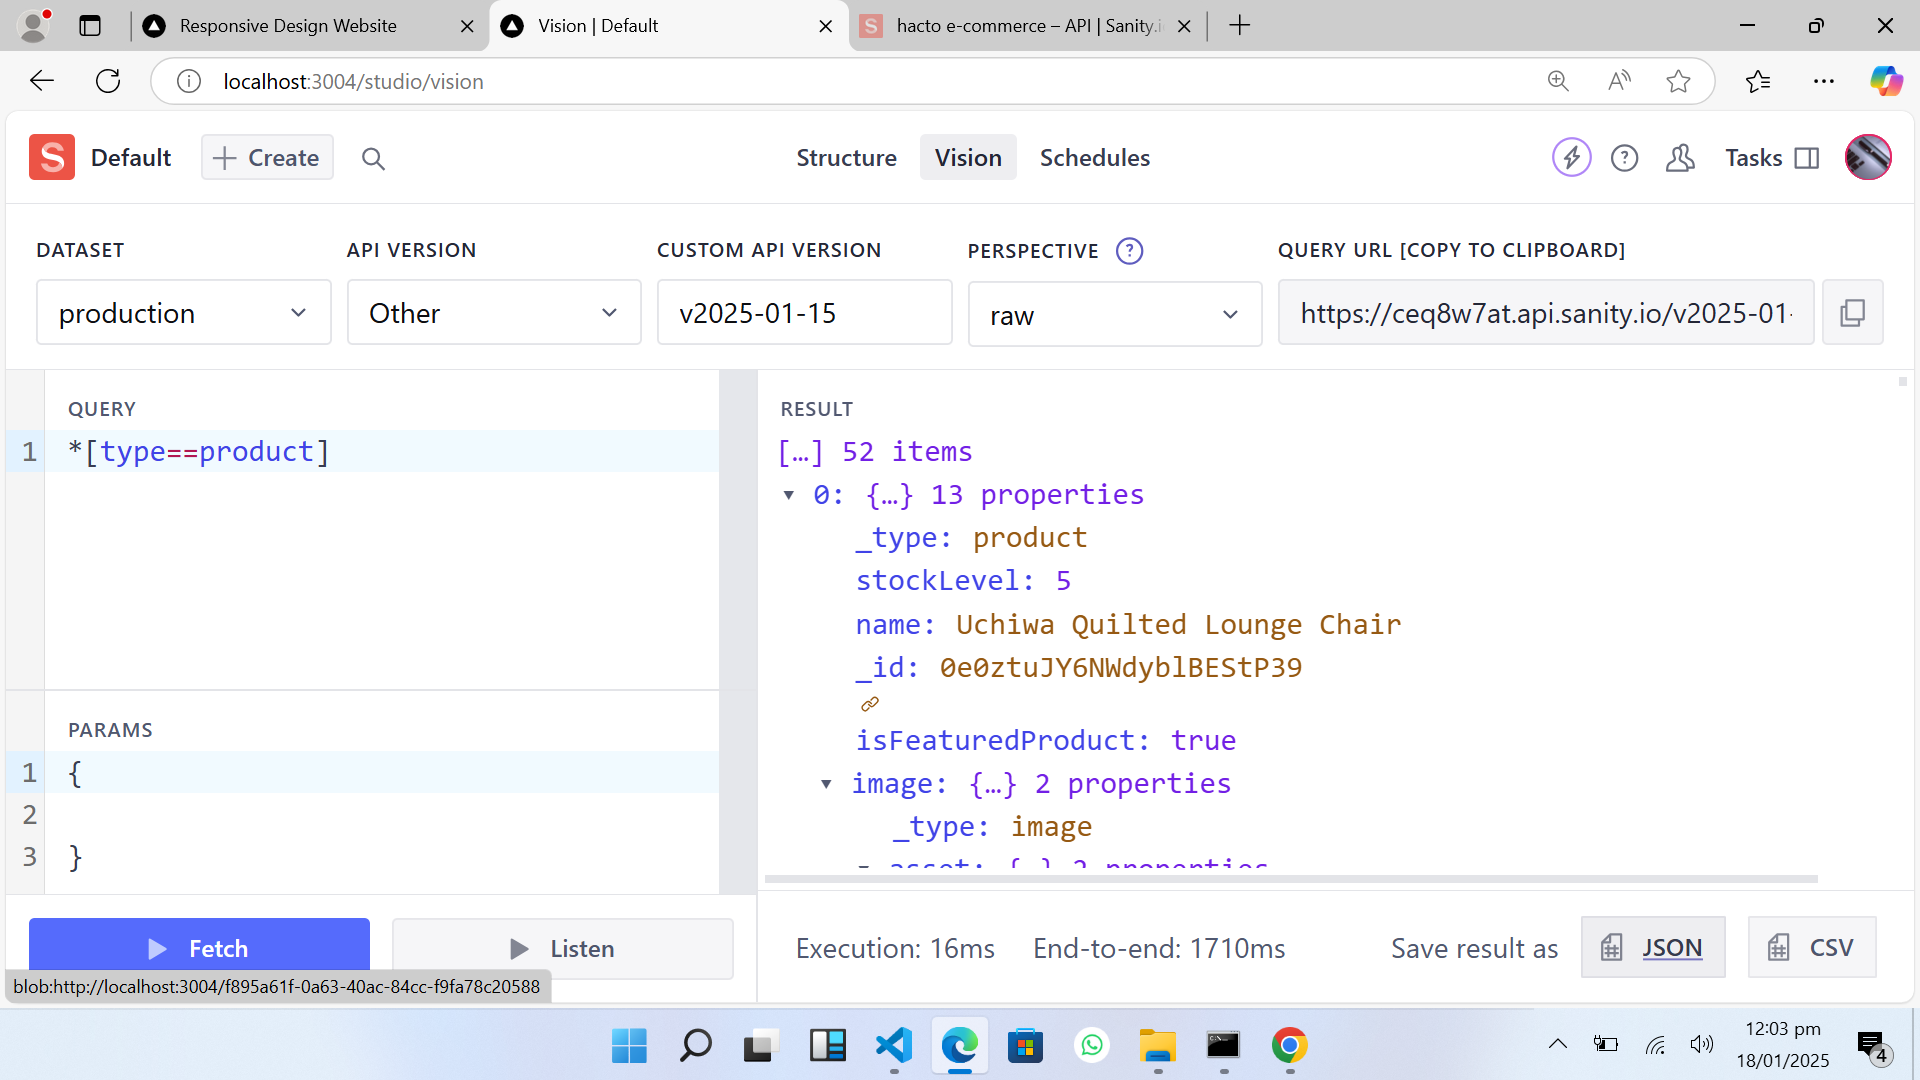 Responsive Design Website
Vision | Default
hacto e-commerce – API | Sanity.i
localhost:3004/studio/vision
S Default
Create
Structure
Vision
Schedules
Tasks
DATASET
API VERSION
CUSTOM API VERSION
PERSPECTIVE
QUERY URL [COPY TO CLIPBOARD]
production
Other
v2025-01-15
raw
https://ceq8w7at.api.sanity.io/v2025-01-
QUERY
1 *[type==product]
PARAMS
1 {
2
3 }
RESULT
[…] 52 items
0: {…} 13 properties
_type: product
stockLevel: 5
name: Uchiwa Quilted Lounge Chair
_id: 0e0ztuJY6NWdyblBEStP39
isFeaturedProduct: true
image: {…} 2 properties
_type: image
asset: {…} 2 properties
Fetch
Listen
Execution: 16ms
End-to-end: 1710ms
Save result as
JSON
CSV
blob:http://localhost:3004/f895a61f-0a63-40ac-84cc-f9fa78c20588
12:03 pm
18/01/2025
4